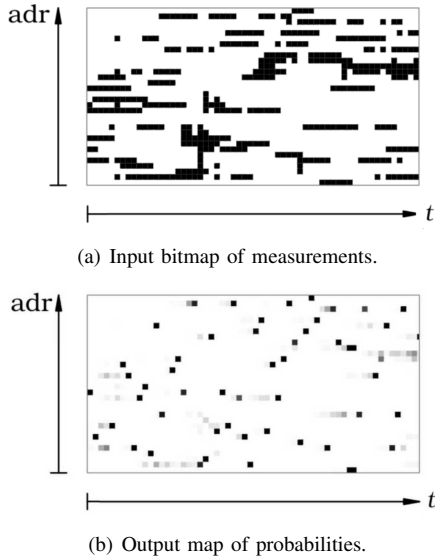 adr
t
(a) Input bitmap of measurements.
adr
t
(b) Output map of probabilities.